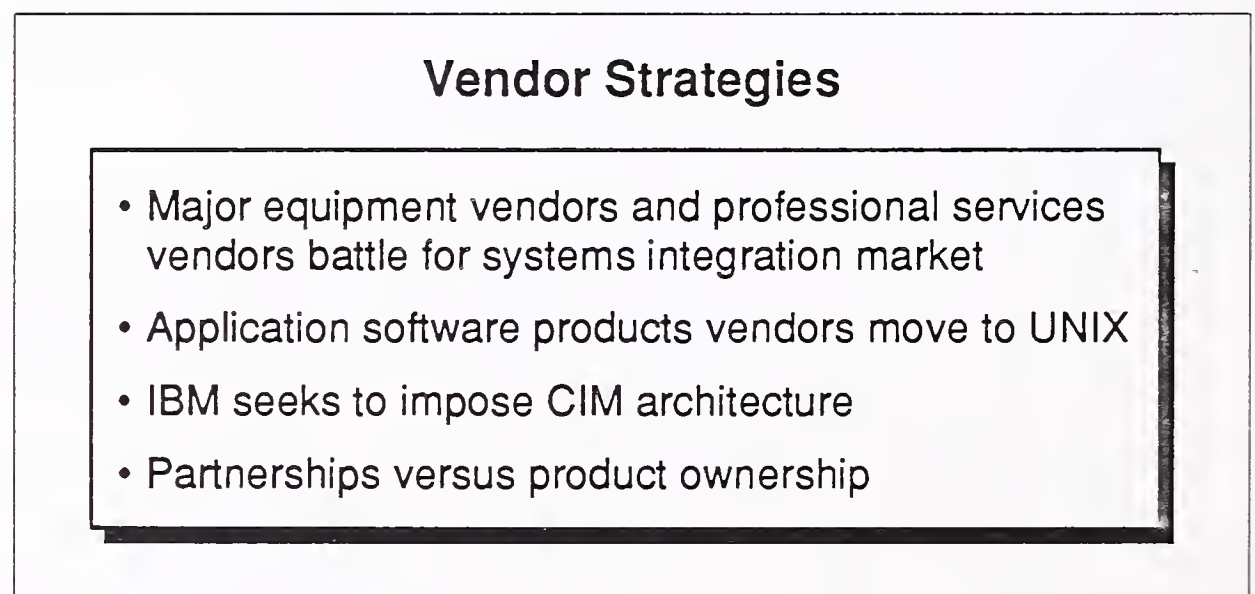 Vendor Strategies
• Major equipment vendors and professional services
vendors battle for systems integration market
• Application software products vendors move to UNIX
• IBM seeks to impose CIM architecture
• Partnerships versus product ownership